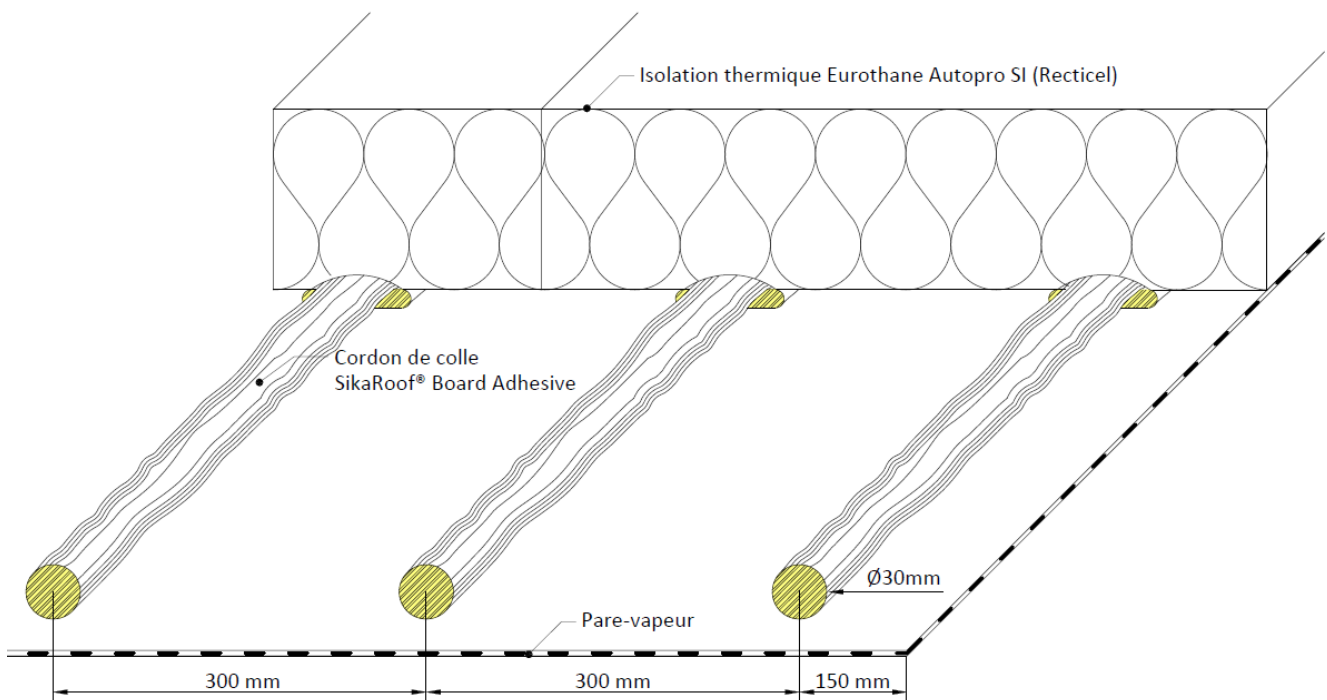 Isolation thermique Eurothane Autopro SI (Recticel)
Cordon de colle
SikaRoof® Board Adhesive
Ø30mm
Pare-vapeur
300 mm
300 mm
150 mm